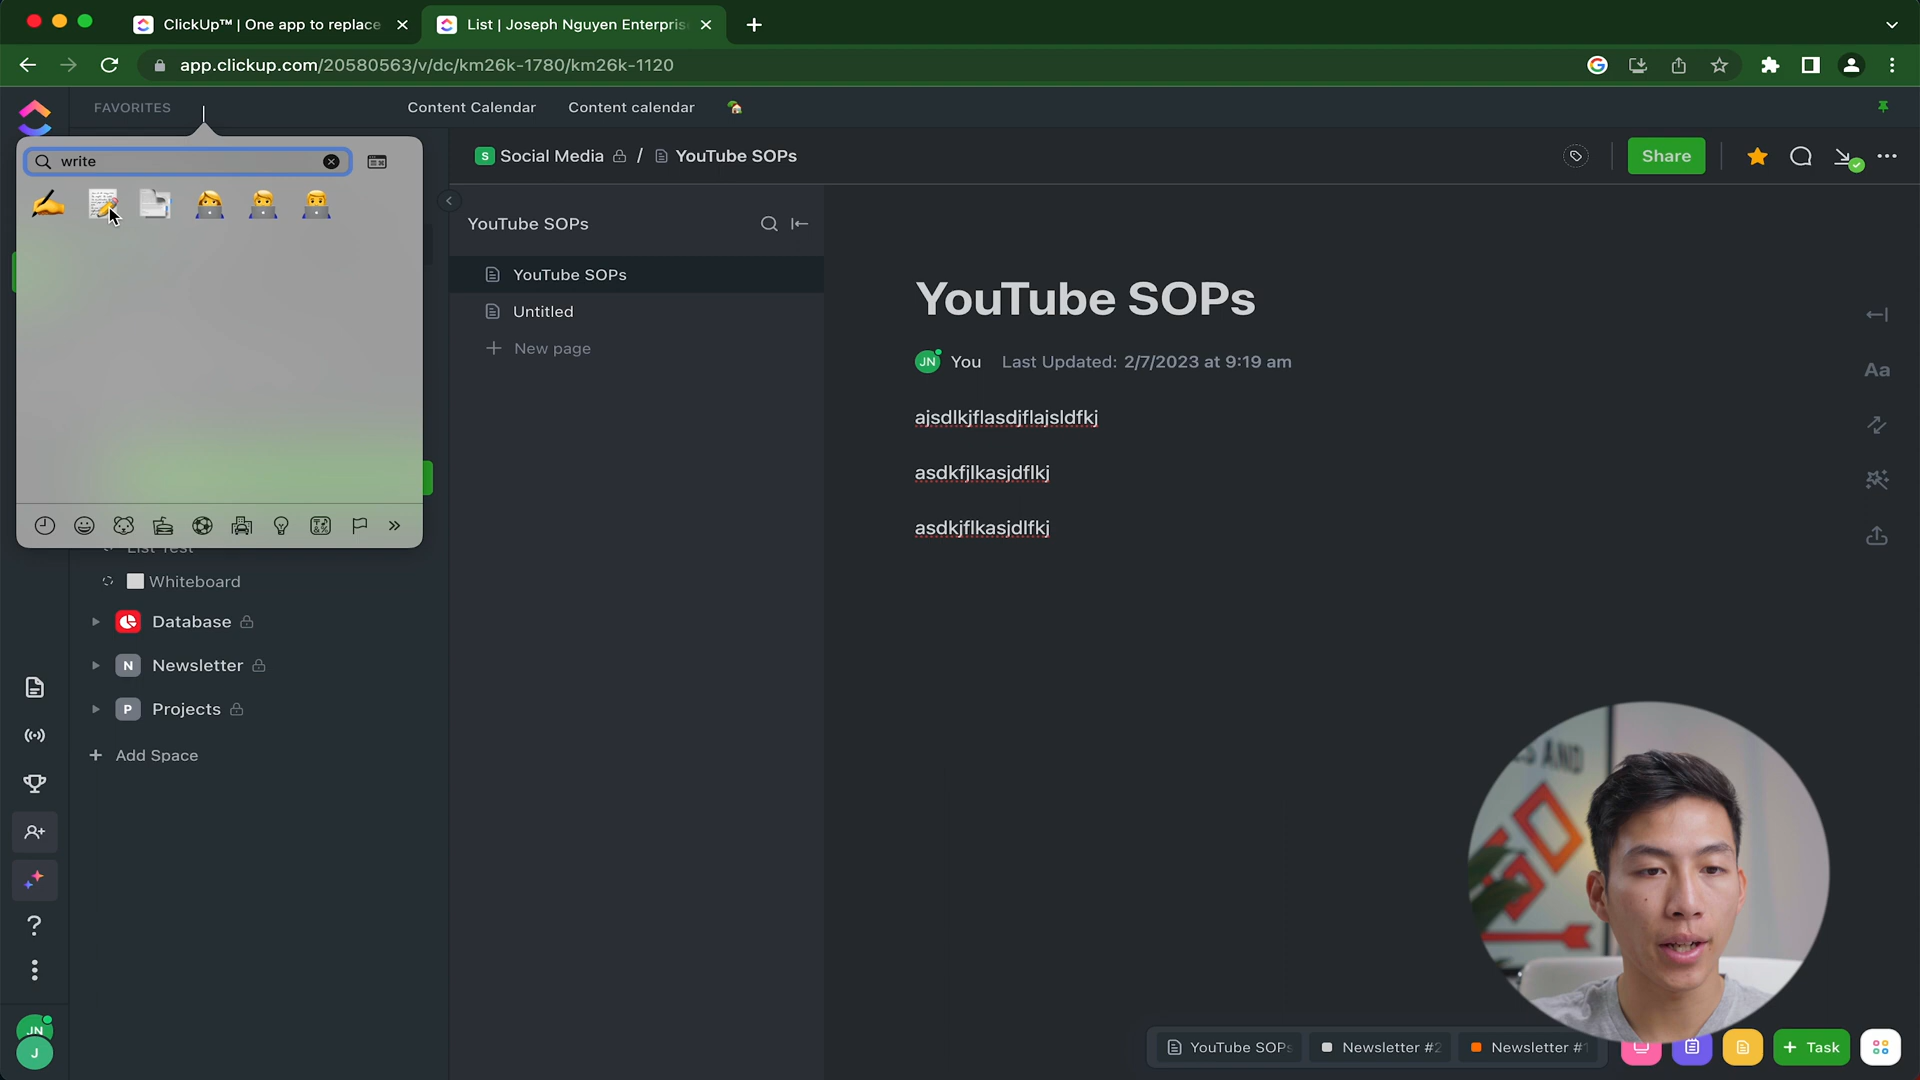 ClickUp™ | One app to replace
List | Joseph Nguyen Enterpris
app.clickup.com/20580563/v/dc/km26k-1780/km26k-1120
FAVORITES
Content Calendar
Content calendar
write
S Social Media / YouTube SOPs
Share
YouTube SOPs
YouTube SOPs
Untitled
+ New page
YouTube SOPs
JN You Last Updated: 2/7/2023 at 9:19 am
Aa
ajsdlkjflasdjflajsldfkj
asdkfjlkasjdflkj
asdkjflkasjdlfkj
List Test
Whiteboard
Database
N Newsletter
P Projects
+ Add Space
?
JN
J
YouTube SOPs
Newsletter #2
Newsletter #1
+ Task